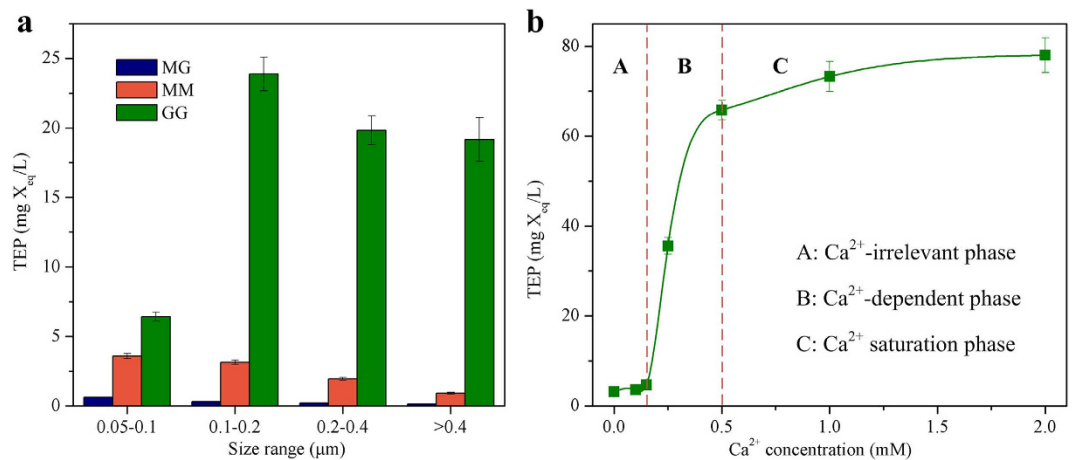 a
MG
MM
GG
TEP (mg X_eq/L)
25
20
15
10
5
0
0.05-0.1 0.1-0.2 0.2-0.4 >0.4
Size range (μm)
b
A B C
TEP (mg X_eq/L)
80
60
40
20
0
A: Ca²⁺-irrelevant phase
B: Ca²⁺-dependent phase
C: Ca²⁺ saturation phase
0.0 0.5 1.0 1.5 2.0
Ca²⁺ concentration (mM)